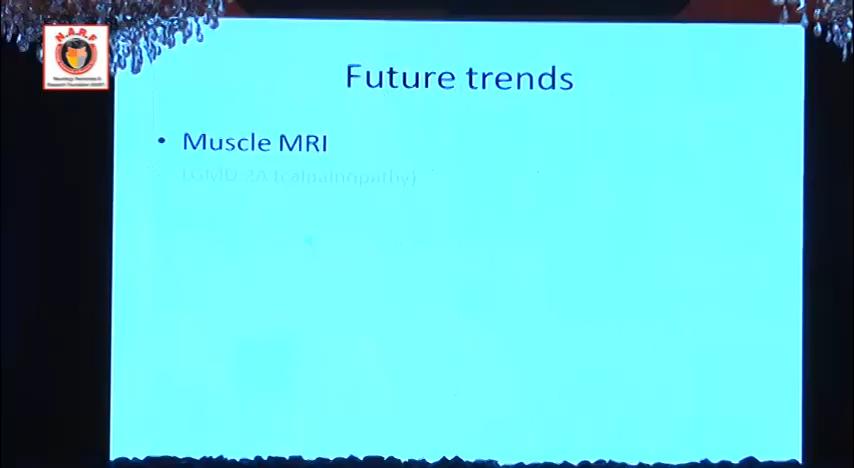 N.A.R.F
Future trends
• Muscle MRI
LGMD 2A (calpainopathy)